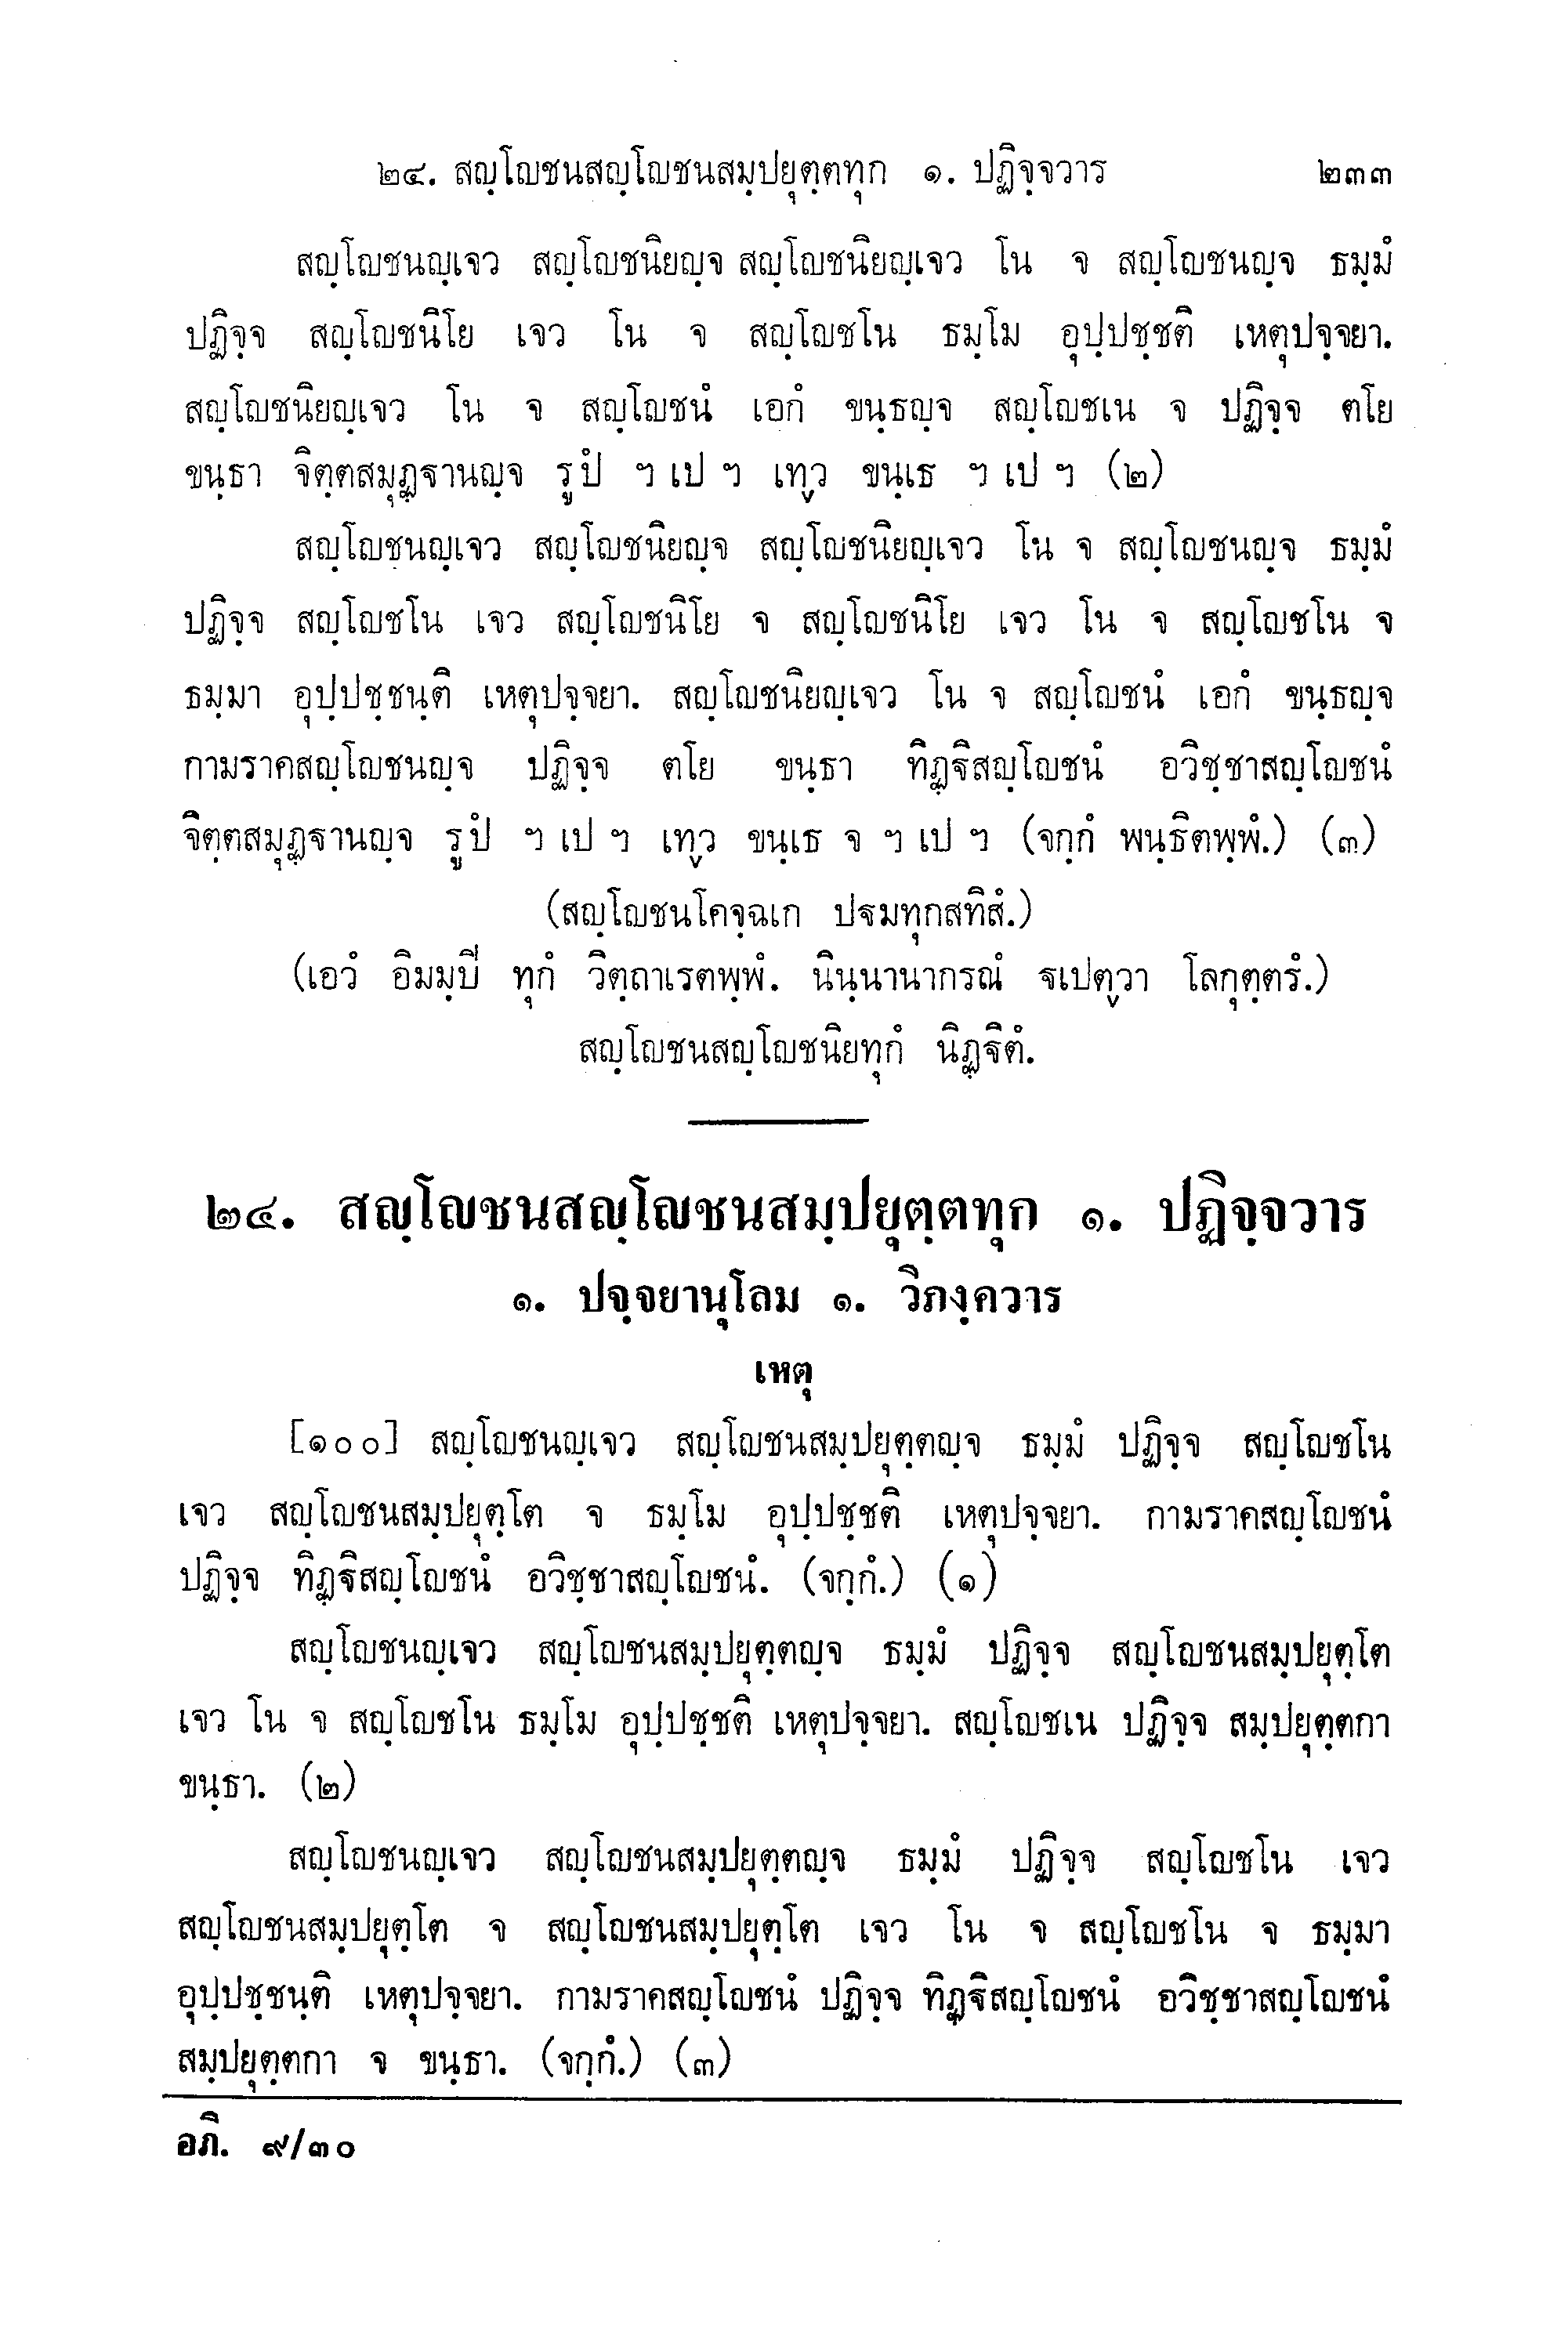 ๒๔. สญฺโญชนสญฺโญชนสมฺปยุตฺตทุก ๑. ปฏิจฺจวาร ๒๓๓
สญฺโญชนญฺเจว สญฺโญชนิยญฺจ สญฺโญชนิยญฺเจว โน จ สญฺโญชนญฺจ ธมฺมํ
ปฏิจฺจ สญฺโญชนิโย เจว โน จ สญฺโญชโน ธมฺโม อุปฺปชฺชติ เหตุปจฺจยา.
สญฺโญชนิยญฺเจว โน จ สญฺโญชนํ เอกํ ขนฺธญฺจ สญฺโญชเน จ ปฏิจฺจ ตโย
ขนฺธา จิตฺตสมุฏฺฐานญฺจ รูปํ ฯ เป ฯ เทฺว ขนฺเธ ฯ เป ฯ (๒)
สญฺโญชนญฺเจว สญฺโญชนิยญฺจ สญฺโญชนิยญฺเจว โน จ สญฺโญชนญฺจ ธมฺมํ
ปฏิจฺจ สญฺโญชโน เจว สญฺโญชนิโย จ สญฺโญชนิโย เจว โน จ สญฺโญชโน จ
ธมฺมา อุปฺปชฺชนฺติ เหตุปจฺจยา. สญฺโญชนิยญฺเจว โน จ สญฺโญชนํ เอกํ ขนฺธญฺจ
กามราคสญฺโญชนญฺจ ปฏิจฺจ ตโย ขนฺธา ทิฏฺฐิสญฺโญชนํ อวิชฺชาสญฺโญชนํ
จิตฺตสมุฏฺฐานญฺจ รูปํ ฯ เป ฯ เทฺว ขนฺเธ จ ฯ เป ฯ (จกฺกํ พนฺธิตพฺพํ.) (๓)
(สญฺโญชนโคจฺฉเก ปฐมทุกสทิสํ.)
(เอวํ อิมมฺปิ ทุกํ วิตฺถาเรตพฺพํ. นินฺนานากรณํ ฐเปตฺวา โลกุตฺตรํ.)
สญฺโญชนสญฺโญชนิยทุกํ นิฏฺฐิตํ.
๒๔. สญฺโญชนสญฺโญชนสมฺปยุตฺตทุก ๑. ปฏิจฺจวาร
๑. ปจฺจยานุโลม ๑. วิภงฺควาร
เหตุ
[๑๐๐] สญฺโญชนญฺเจว สญฺโญชนสมฺปยุตฺตญฺจ ธมฺมํ ปฏิจฺจ สญฺโญชโน
เจว สญฺโญชนสมฺปยุตฺโต จ ธมฺโม อุปฺปชฺชติ เหตุปจฺจยา. กามราคสญฺโญชนํ
ปฏิจฺจ ทิฏฺฐิสญฺโญชนํ อวิชฺชาสญฺโญชนํ. (จกฺกํ.) (๑)
สญฺโญชนญฺเจว สญฺโญชนสมฺปยุตฺตญฺจ ธมฺมํ ปฏิจฺจ สญฺโญชนสมฺปยุตฺโต
เจว โน จ สญฺโญชโน ธมฺโม อุปฺปชฺชติ เหตุปจฺจยา. สญฺโญชเน ปฏิจฺจ สมฺปยุตฺตกา
ขนฺธา. (๒)
สญฺโญชนญฺเจว สญฺโญชนสมฺปยุตฺตญฺจ ธมฺมํ ปฏิจฺจ สญฺโญชโน เจว
สญฺโญชนสมฺปยุตฺโต จ สญฺโญชนสมฺปยุตฺโต เจว โน จ สญฺโญชโน จ ธมฺมา
อุปฺปชฺชนฺติ เหตุปจฺจยา. กามราคสญฺโญชนํ ปฏิจฺจ ทิฏฺฐิสญฺโญชนํ อวิชฺชาสญฺโญชนํ
สมฺปยุตฺตกา จ ขนฺธา. (จกฺกํ.) (๓)
อภิ. ๙/๓๐